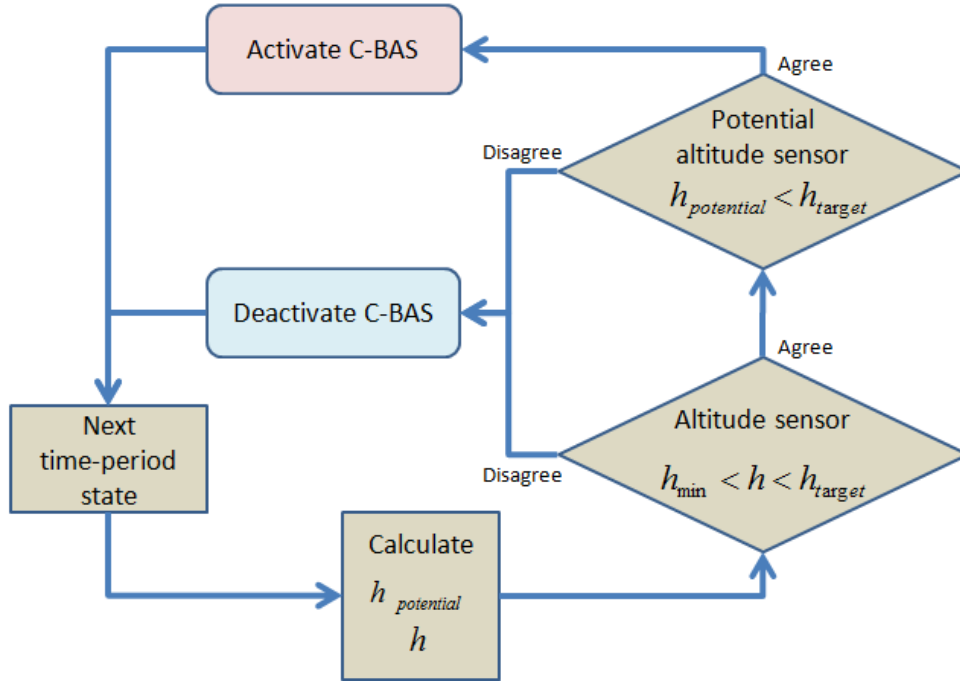 Activate C-BAS
Agree
Potential
altitude sensor
h_potential < h_target
Disagree
Deactivate C-BAS
Agree
Altitude sensor
h_min < h < h_target
Disagree
Next
time-period
state
Calculate
h_potential
h